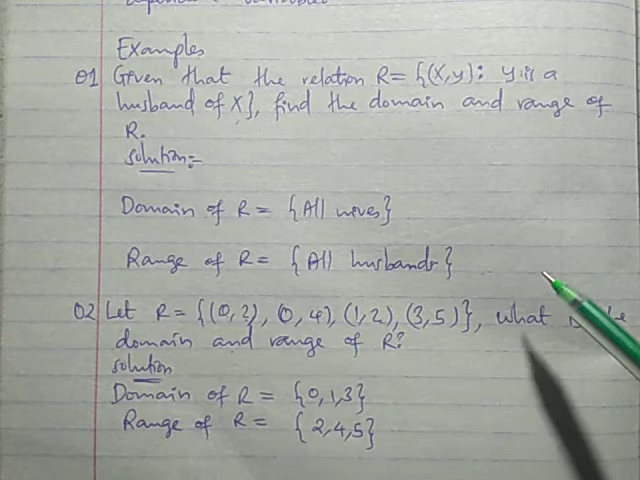 Examples
01 Given that the relation R = {(X,y): y is a
husband of X}, find the domain and range of
R.
solution:-
Domain of R = {All wives}
Range of R = {All husbands}
02 Let R = {(0,2), (0,4), (1,2), (3,5)}, what
domain and range of R?
solution
Domain of R = {0,1,3}
Range of R = {2,4,5}